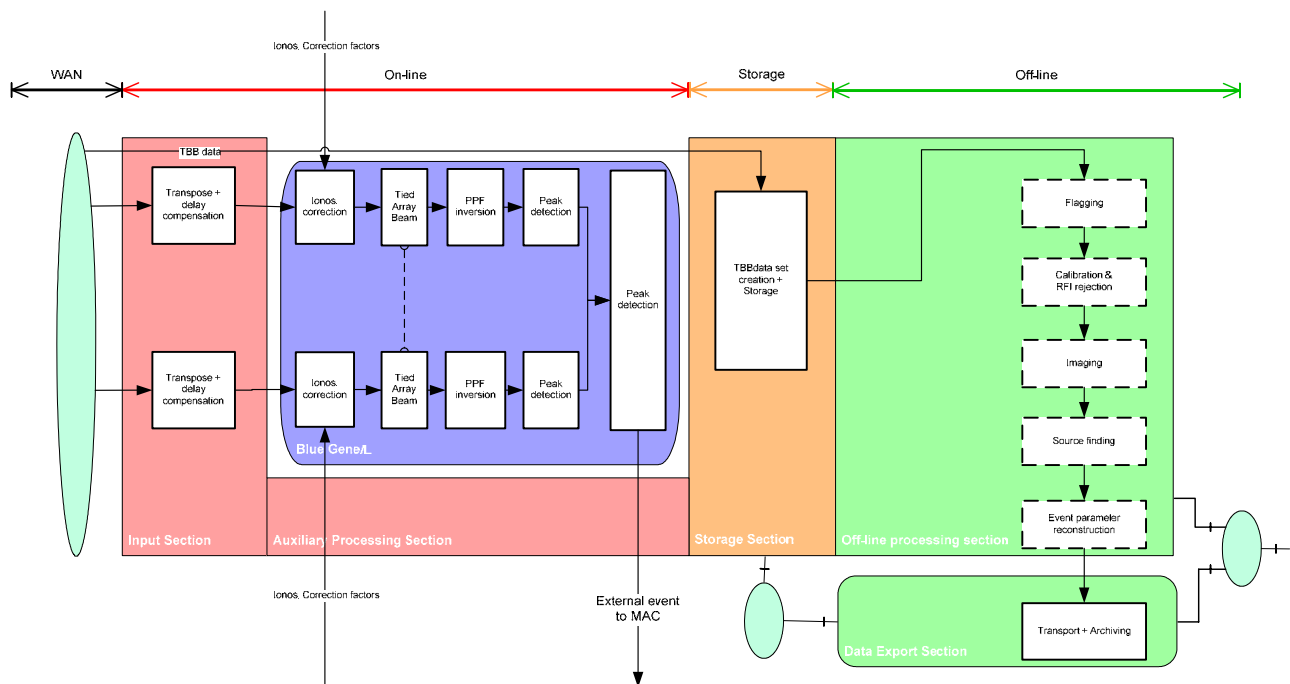 Ionos. Correction factors
WAN
On-line
Storage
Off-line
TBB data
Transpose +
delay
compensation
Ionos.
correction
Tied
Array
Beam
PPF
inversion
Peak
detection
Peak
detection
TBBdata set
creation +
Storage
Flagging
Calibration &
RFI rejection
Imaging
Source finding
Event parameter
reconstruction
Transpose +
delay
compensation
Ionos.
correction
Tied
Array
Beam
PPF
inversion
Peak
detection
Blue Gene/L
Input Section
Auxiliary Processing Section
Storage Section
Off-line processing section
Ionos. Correction factors
External event
to MAC
Transport + Archiving
Data Export Section